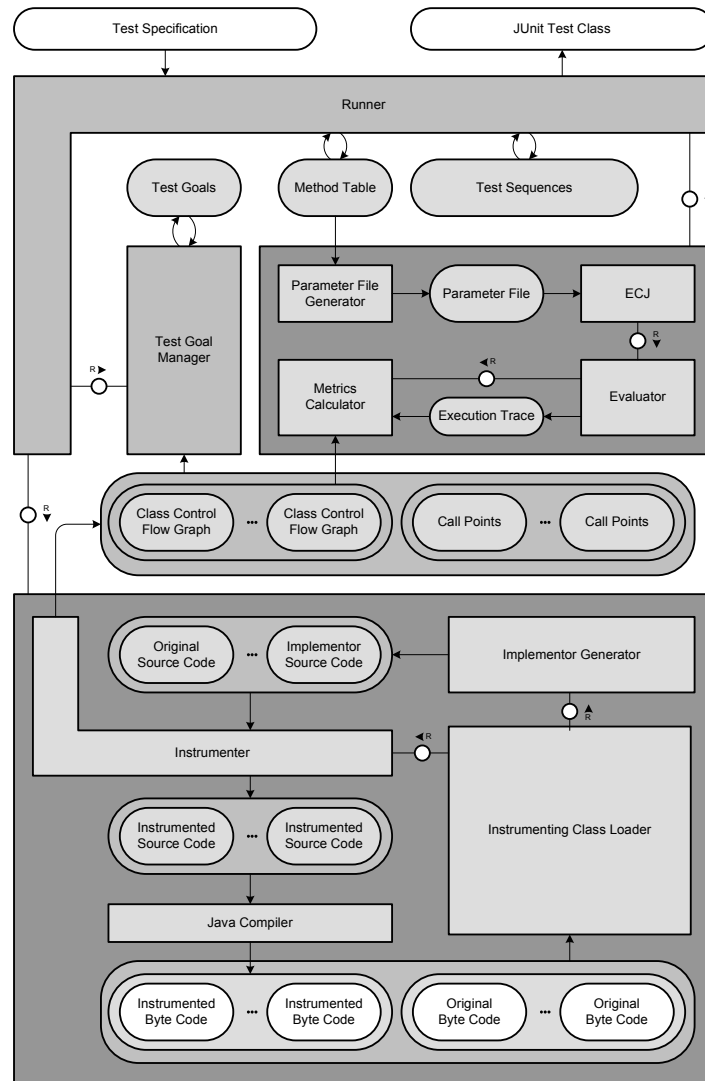 Test Specification
JUnit Test Class
Runner
Test Goals
Method Table
Test Sequences
Parameter File
Generator
Parameter File
ECJ
R
Test Goal
Manager
R
R
Metrics
Calculator
Evaluator
Execution Trace
R
Class Control
Flow Graph
...
Class Control
Flow Graph
Call Points
...
Call Points
Original
Source Code
...
Implementor
Source Code
Implementor Generator
R
Instrumenter
R
Instrumenting Class Loader
Instrumented
Source Code
...
Instrumented
Source Code
Java Compiler
Instrumented
Byte Code
...
Instrumented
Byte Code
Original
Byte Code
...
Original
Byte Code